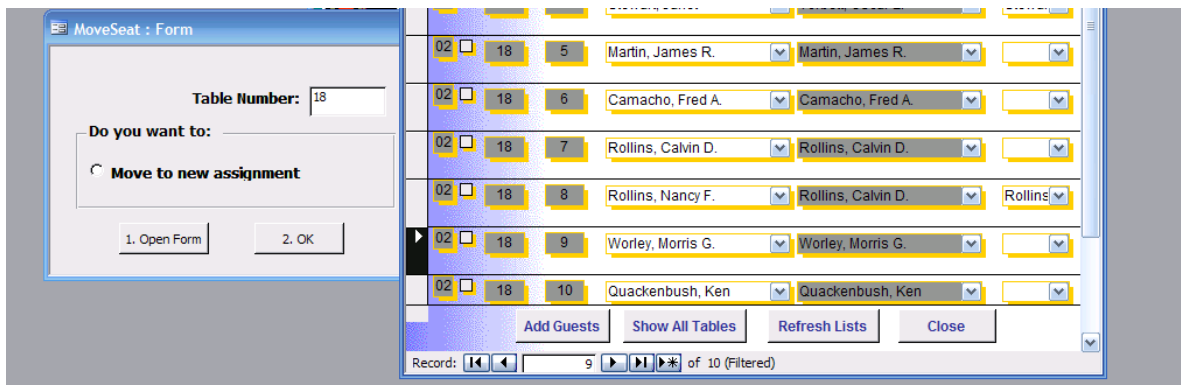 MoveSeat : Form
Table Number: 18
Do you want to:
Move to new assignment
1. Open Form 2. OK
02 18 5 Martin, James R. Martin, James R.
02 18 6 Camacho, Fred A. Camacho, Fred A.
02 18 7 Rollins, Calvin D. Rollins, Calvin D.
02 18 8 Rollins, Nancy F. Rollins, Calvin D. Rollins
02 18 9 Worley, Morris G. Worley, Morris G.
02 18 10 Quackenbush, Ken Quackenbush, Ken
Add Guests Show All Tables Refresh Lists Close
Record: 9 of 10 (Filtered)